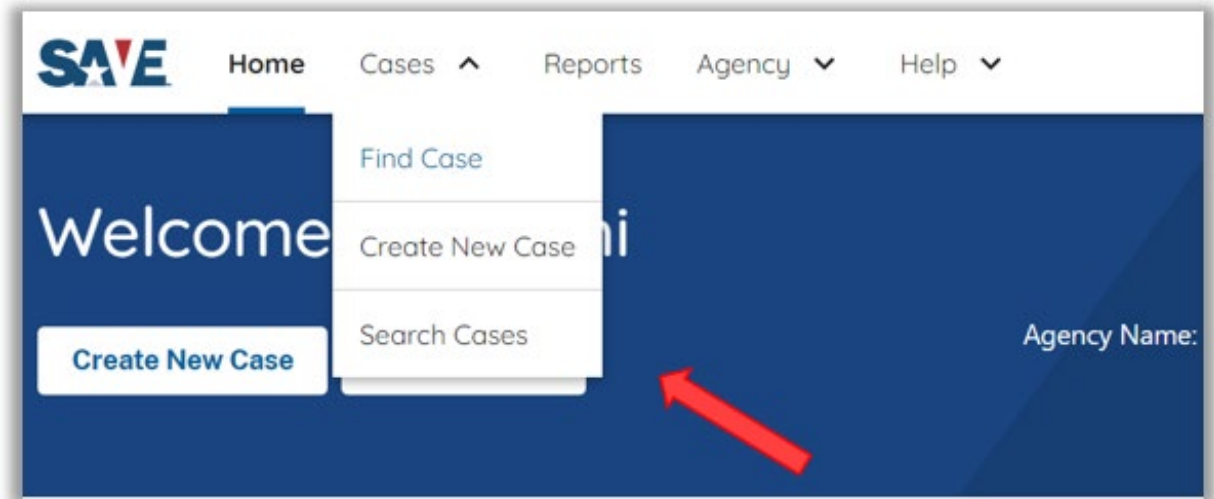 SAVE Home Cases Reports Agency Help
Find Case
Welcome
Create New Case
Search Cases
Create New Case
Agency Name: